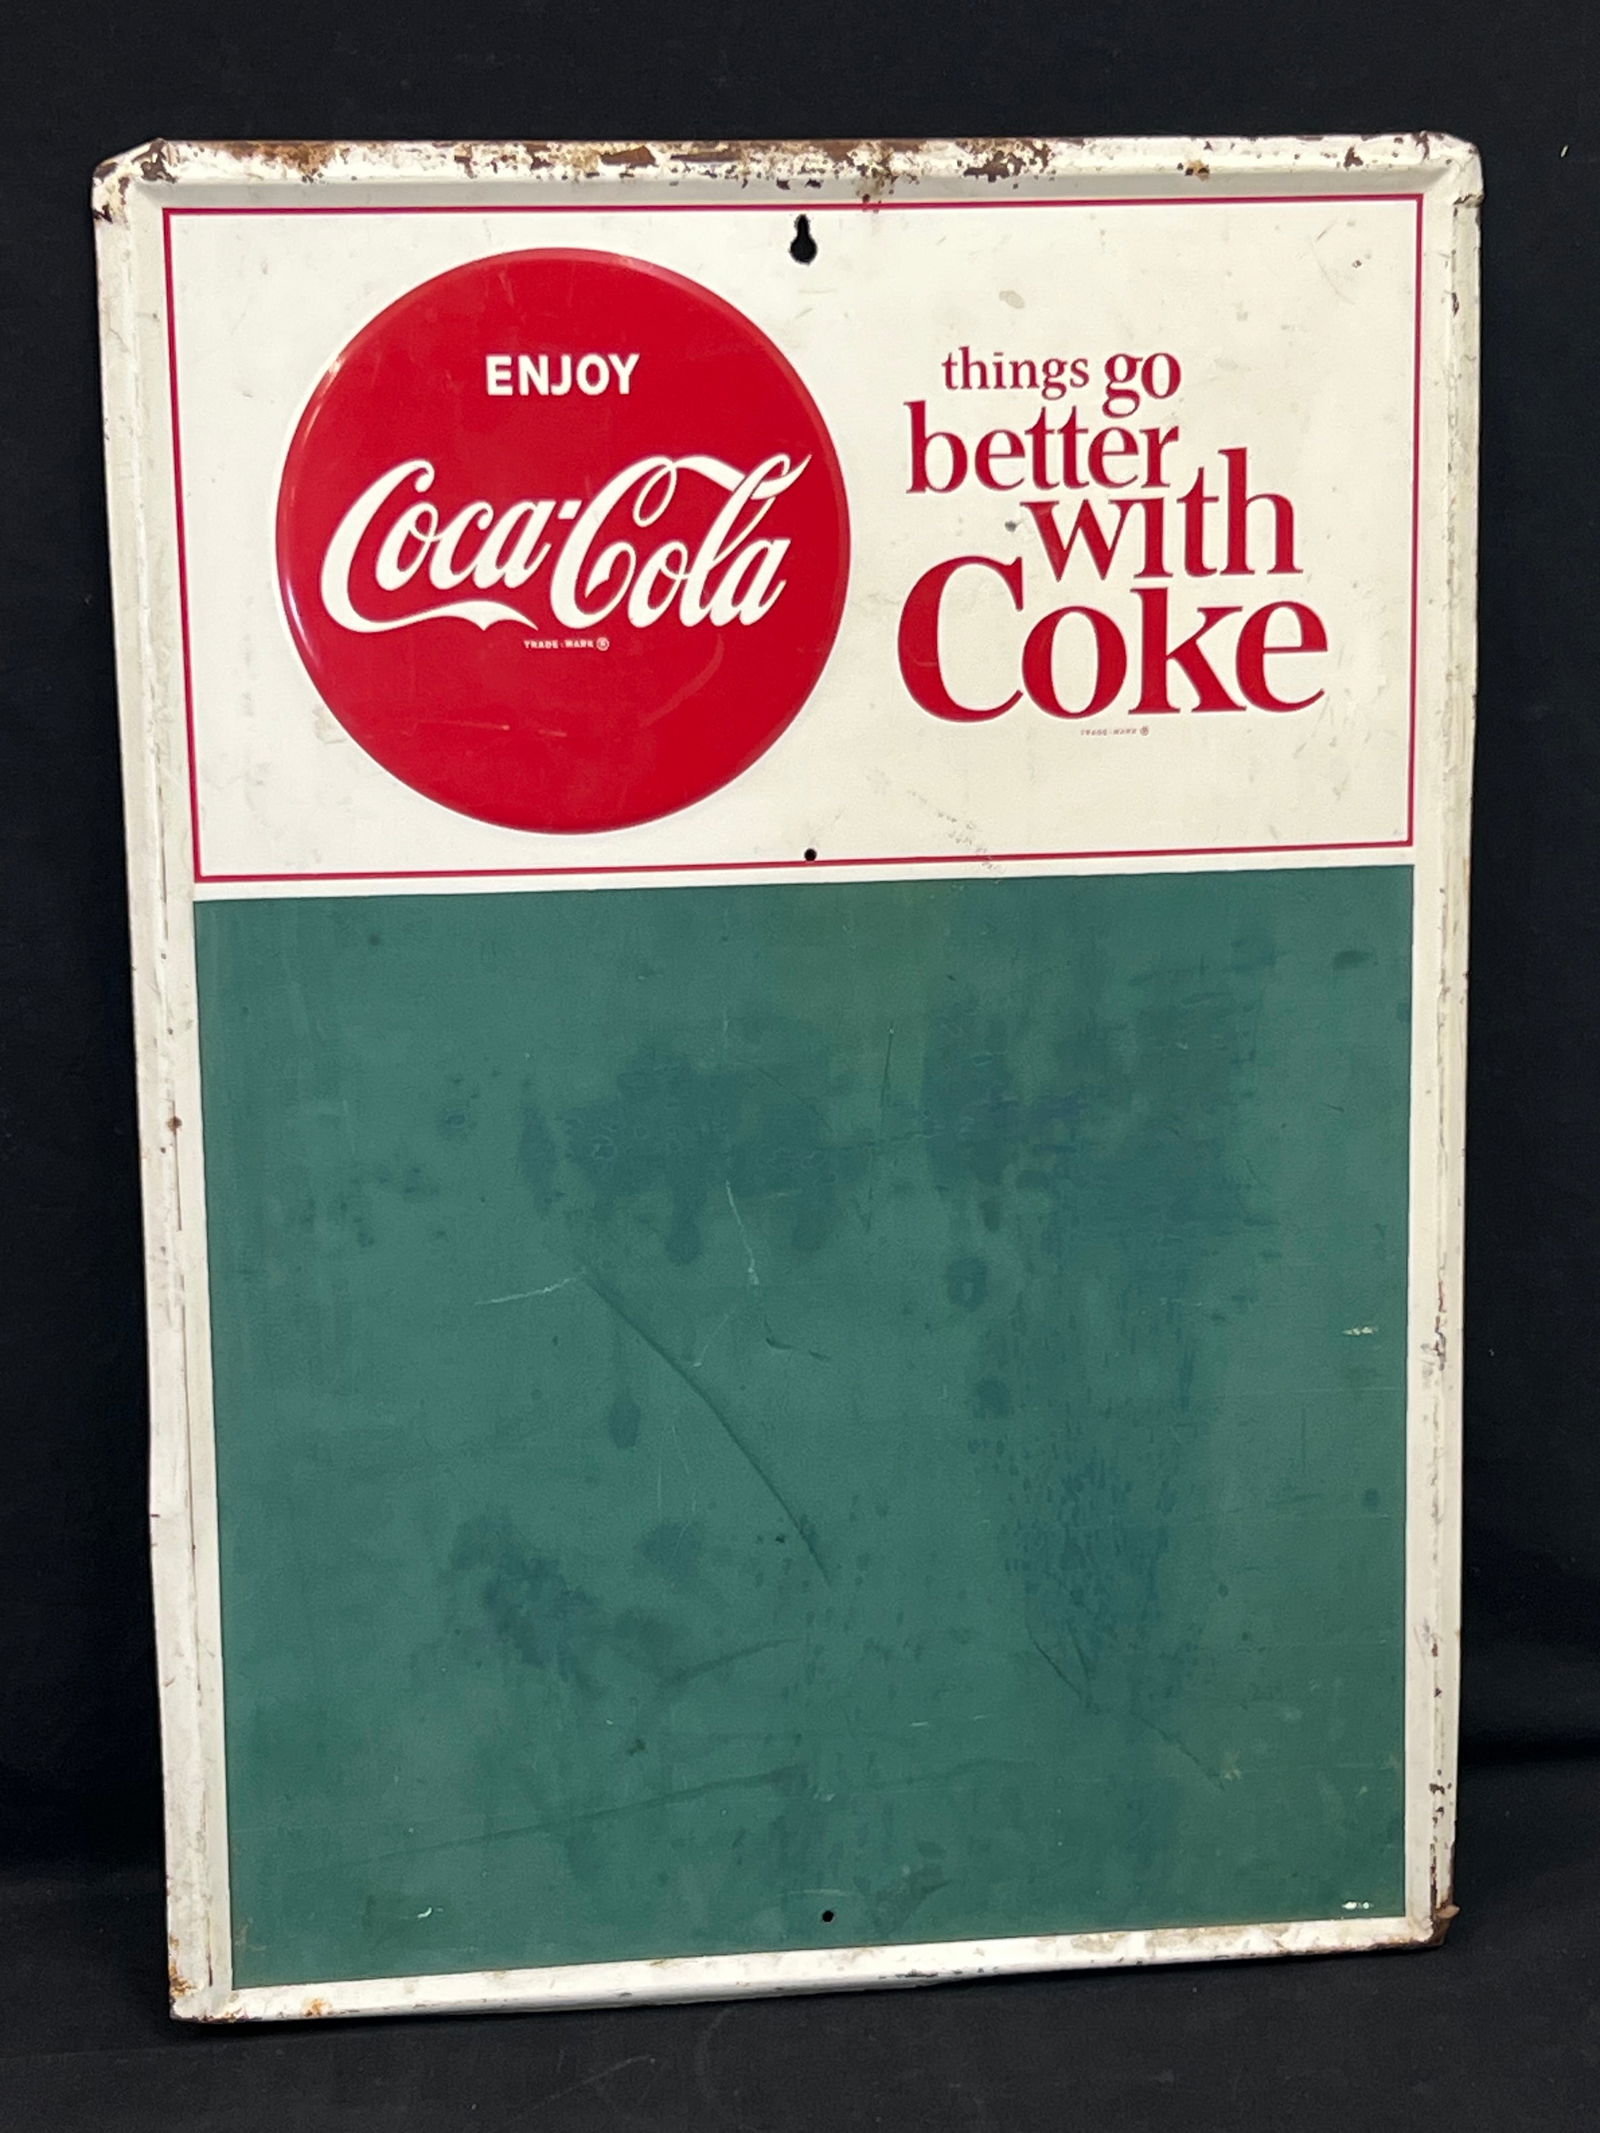 ENJOY
Coca-Cola
TRADE-MARK ®
things go
better
with
Coke
TRADE-MARK ®